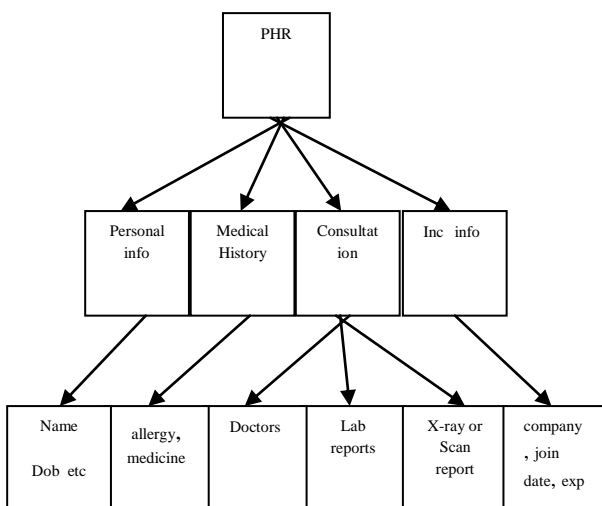 PHR
Personal
info
Medical
History
Consultat
ion
Inc info
Name
Dob etc
allergy,
medicine
Doctors
Lab
reports
X-ray or
Scan
report
company
, join
date, exp